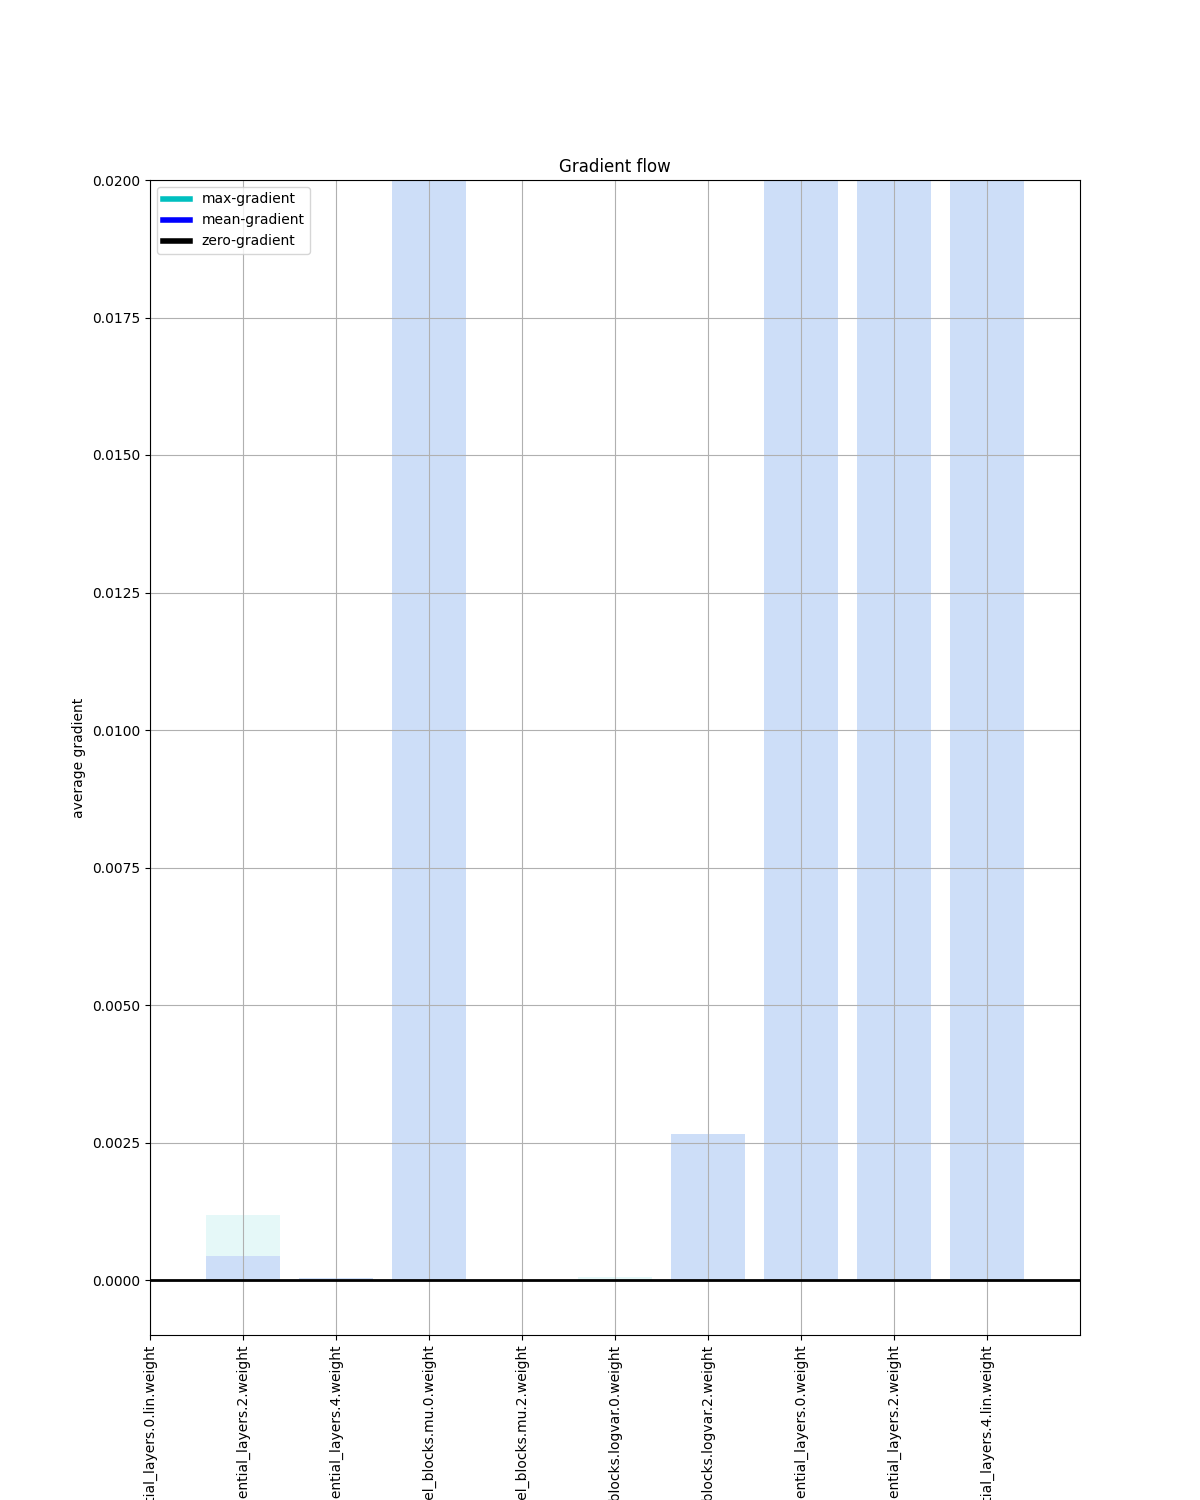 Gradient flow
max-gradient
mean-gradient
zero-gradient
0.0200
0.0175
0.0150
0.0125
0.0100
0.0075
0.0050
0.0025
0.0000
average gradient
tial_layers.0.lin.weight
ential_layers.2.weight
ential_layers.4.weight
el_blocks.mu.0.weight
el_blocks.mu.2.weight
blocks.logvar.0.weight
blocks.logvar.2.weight
ential_layers.0.weight
ential_layers.2.weight
tial_layers.4.lin.weight